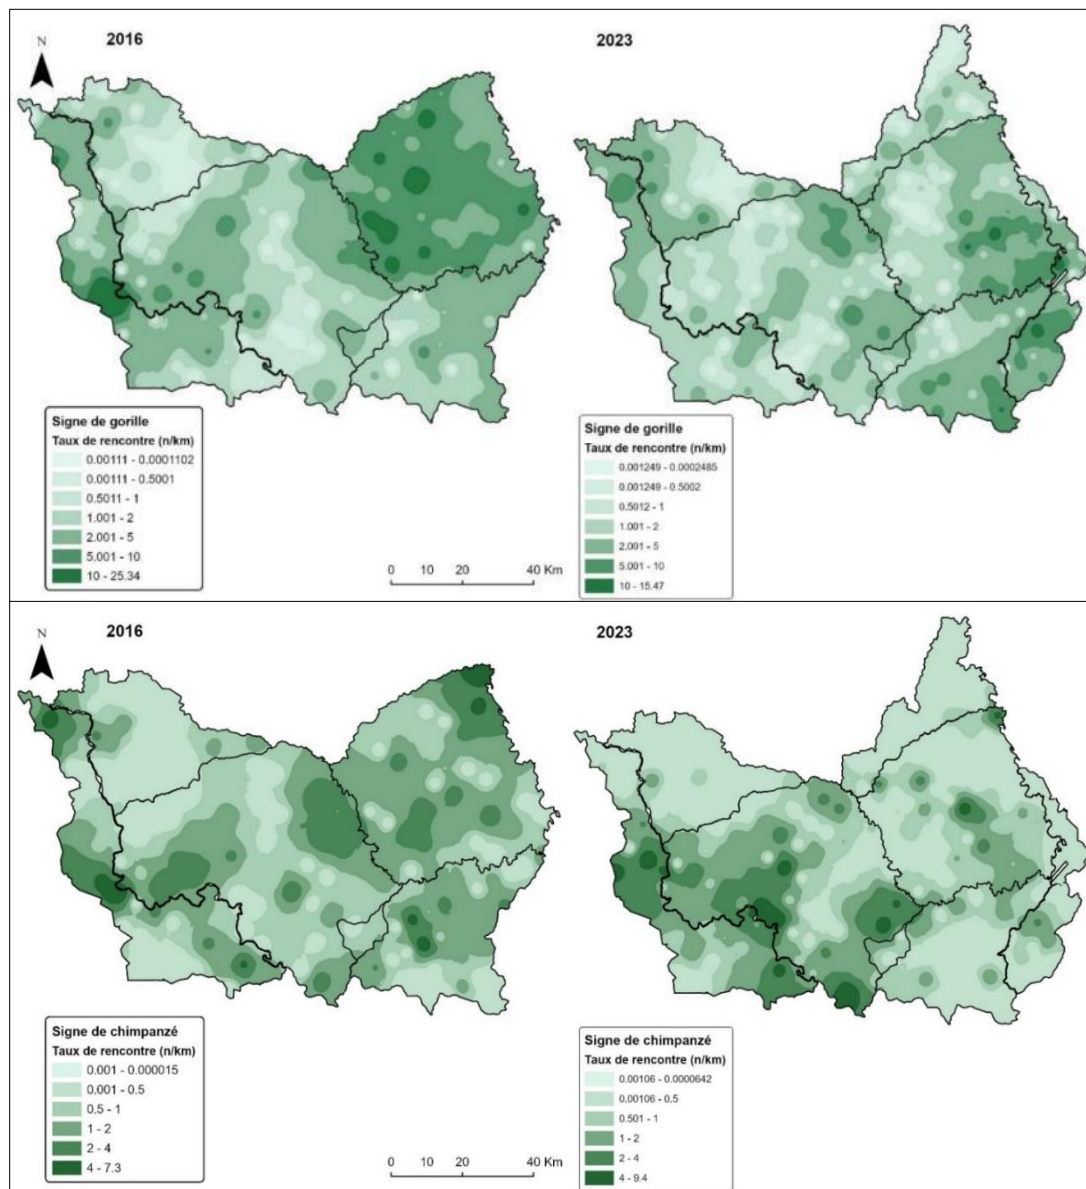 2016
N
2023
Signe de gorille
Taux de rencontre (n/km)
0.00111 - 0.0001102
0.00111 - 0.5001
0.5011 - 1
1.001 - 2
2.001 - 5
5.001 - 10
10 - 25.34
0 10 20 40 Km
Signe de gorille
Taux de rencontre (n/km)
0.001249 - 0.0002485
0.001249 - 0.5002
0.5012 - 1
1.001 - 2
2.001 - 5
5.001 - 10
10 - 15.47
2016
N
2023
Signe de chimpanzé
Taux de rencontre (n/km)
0.001 - 0.000015
0.001 - 0.5
0.5 - 1
1 - 2
2 - 4
4 - 7.3
0 10 20 40 Km
Signe de chimpanzé
Taux de rencontre (n/km)
0.00106 - 0.0000642
0.00106 - 0.5
0.501 - 1
1 - 2
2 - 4
4 - 9.4